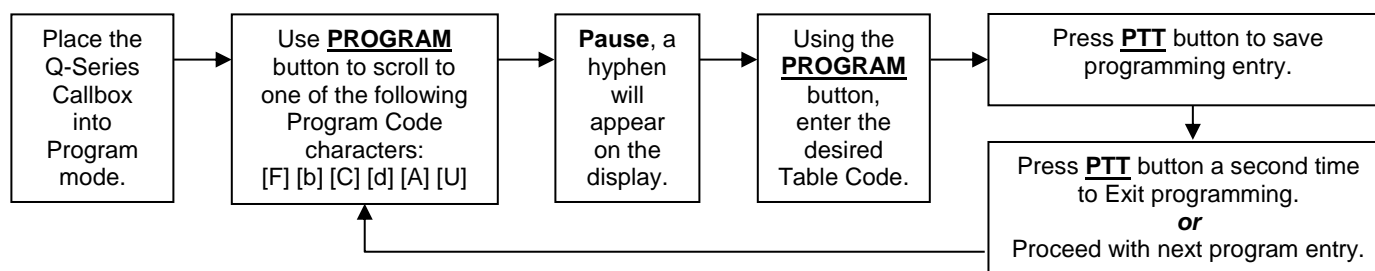 Place the
Q-Series
Callbox
into
Program
mode.
Use PROGRAM
button to scroll to
one of the following
Program Code
characters:
[F] [b] [C] [d] [A] [U]
Pause, a
hyphen
will
appear
on the
display.
Using the
PROGRAM
button,
enter the
desired
Table Code.
Press PTT button to save
programming entry.
Press PTT button a second time
to Exit programming.
or
Proceed with next program entry.